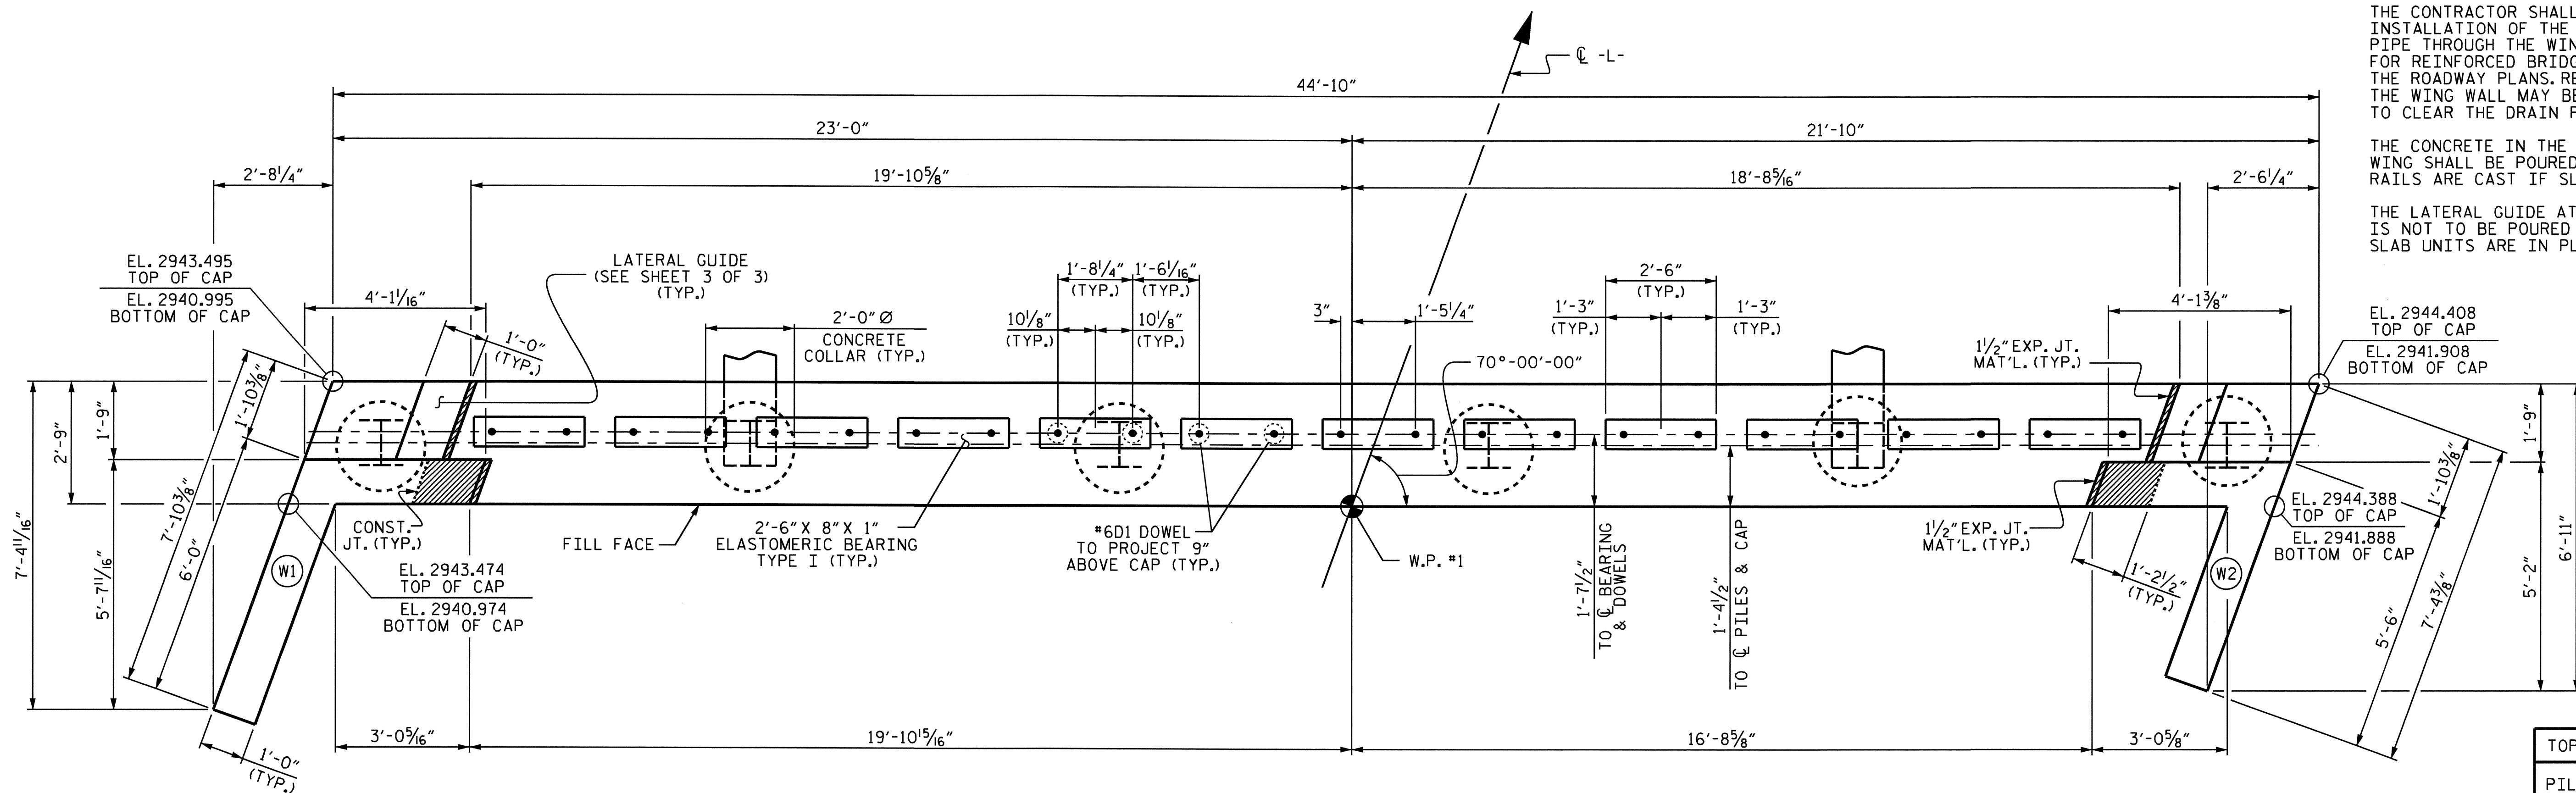 THE CONTRACTOR SHALL
INSTALLATION OF THE
PIPE THROUGH THE WIN
FOR REINFORCED BRIDG
THE ROADWAY PLANS. RE
THE WING WALL MAY BE
TO CLEAR THE DRAIN P
THE CONCRETE IN THE
WING SHALL BE POURED
RAILS ARE CAST IF SL
THE LATERAL GUIDE AT
IS NOT TO BE POURED
SLAB UNITS ARE IN PL
℄ -L-
44'-10"
23'-0"
21'-10"
2'-8¼"
19'-10⅝"
18'-8⁵⁄₁₆"
2'-6¼"
EL. 2943.495
TOP OF CAP
EL. 2940.995
BOTTOM OF CAP
4'-1¹⁄₁₆"
LATERAL GUIDE
(SEE SHEET 3 OF 3)
(TYP.)
1'-0"
(TYP.)
2'-0" Ø
CONCRETE
COLLAR (TYP.)
1'-8¼"
(TYP.)
1'-6¹⁄₁₆"
(TYP.)
10⅛"
(TYP.)
10⅛"
(TYP.)
3"
1'-5¼"
2'-6"
(TYP.)
1'-3"
(TYP.)
1'-3"
(TYP.)
70°-00'-00"
1½" EXP. JT.
MAT'L. (TYP.)
4'-1⅜"
EL. 2944.408
TOP OF CAP
EL. 2941.908
BOTTOM OF CAP
7'-4¹¹⁄₁₆"
2'-9"
1'-9"
5'-7¹¹⁄₁₆"
7'-10⅜"
1'-10⅜"
6'-0"
W1
CONST.
JT. (TYP.)
EL. 2943.474
TOP OF CAP
EL. 2940.974
BOTTOM OF CAP
FILL FACE
2'-6" X 8" X 1"
ELASTOMERIC BEARING
TYPE I (TYP.)
#6D1 DOWEL
TO PROJECT 9"
ABOVE CAP (TYP.)
W.P. #1
1'-7½"
TO ℄ BEARING
& DOWELS
1'-4½"
TO ℄ PILES & CAP
1½" EXP. JT.
MAT'L. (TYP.)
1'-2½"
(TYP.)
W2
EL. 2944.388
TOP OF CAP
EL. 2941.888
BOTTOM OF CAP
1'-9"
5'-2"
6'-11"
1'-10⅜"
5'-6"
7'-4⅜"
1'-0"
(TYP.)
3'-0⁵⁄₁₆"
19'-10¹⁵⁄₁₆"
16'-8⅝"
3'-0⅝"
TOP
PIL